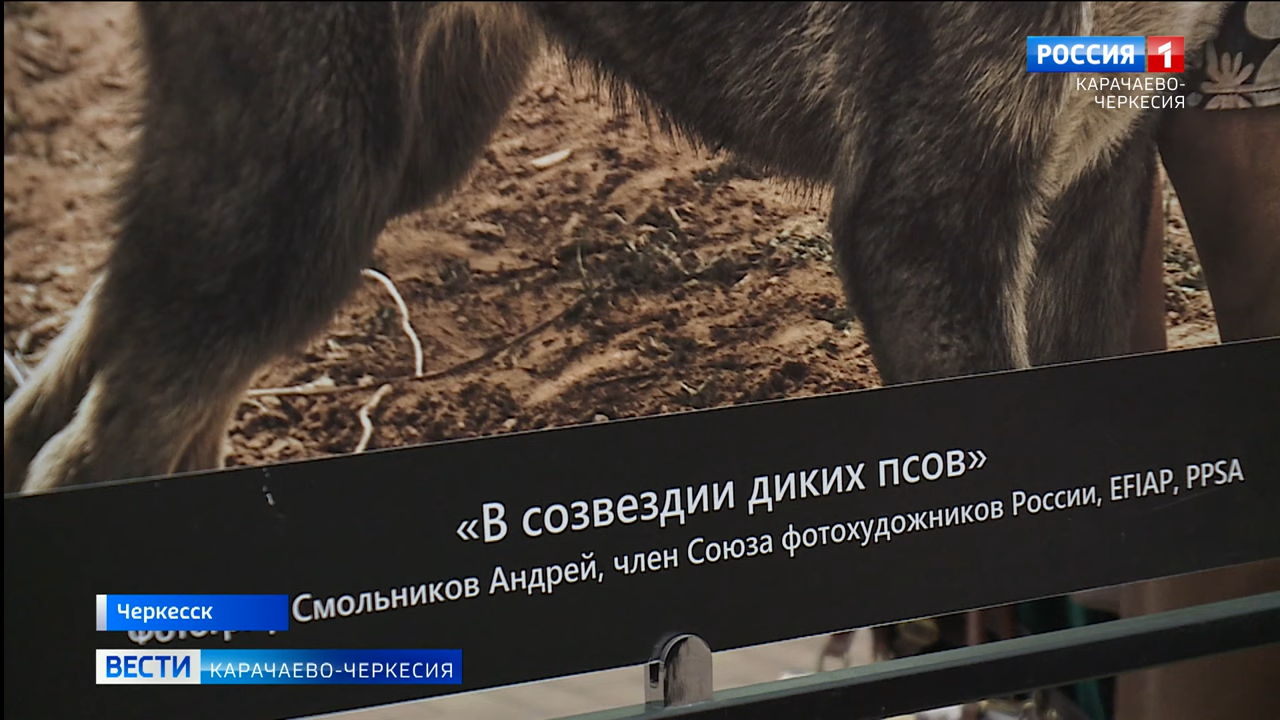 РОССИЯ 1
КАРАЧАЕВО-
ЧЕРКЕСИЯ
«В созвездии диких псов»
Смольников Андрей, член Союза фотохудожников России, EFIAP, PPSA
Черкесск
ВЕСТИ КАРАЧАЕВО-ЧЕРКЕСИЯ